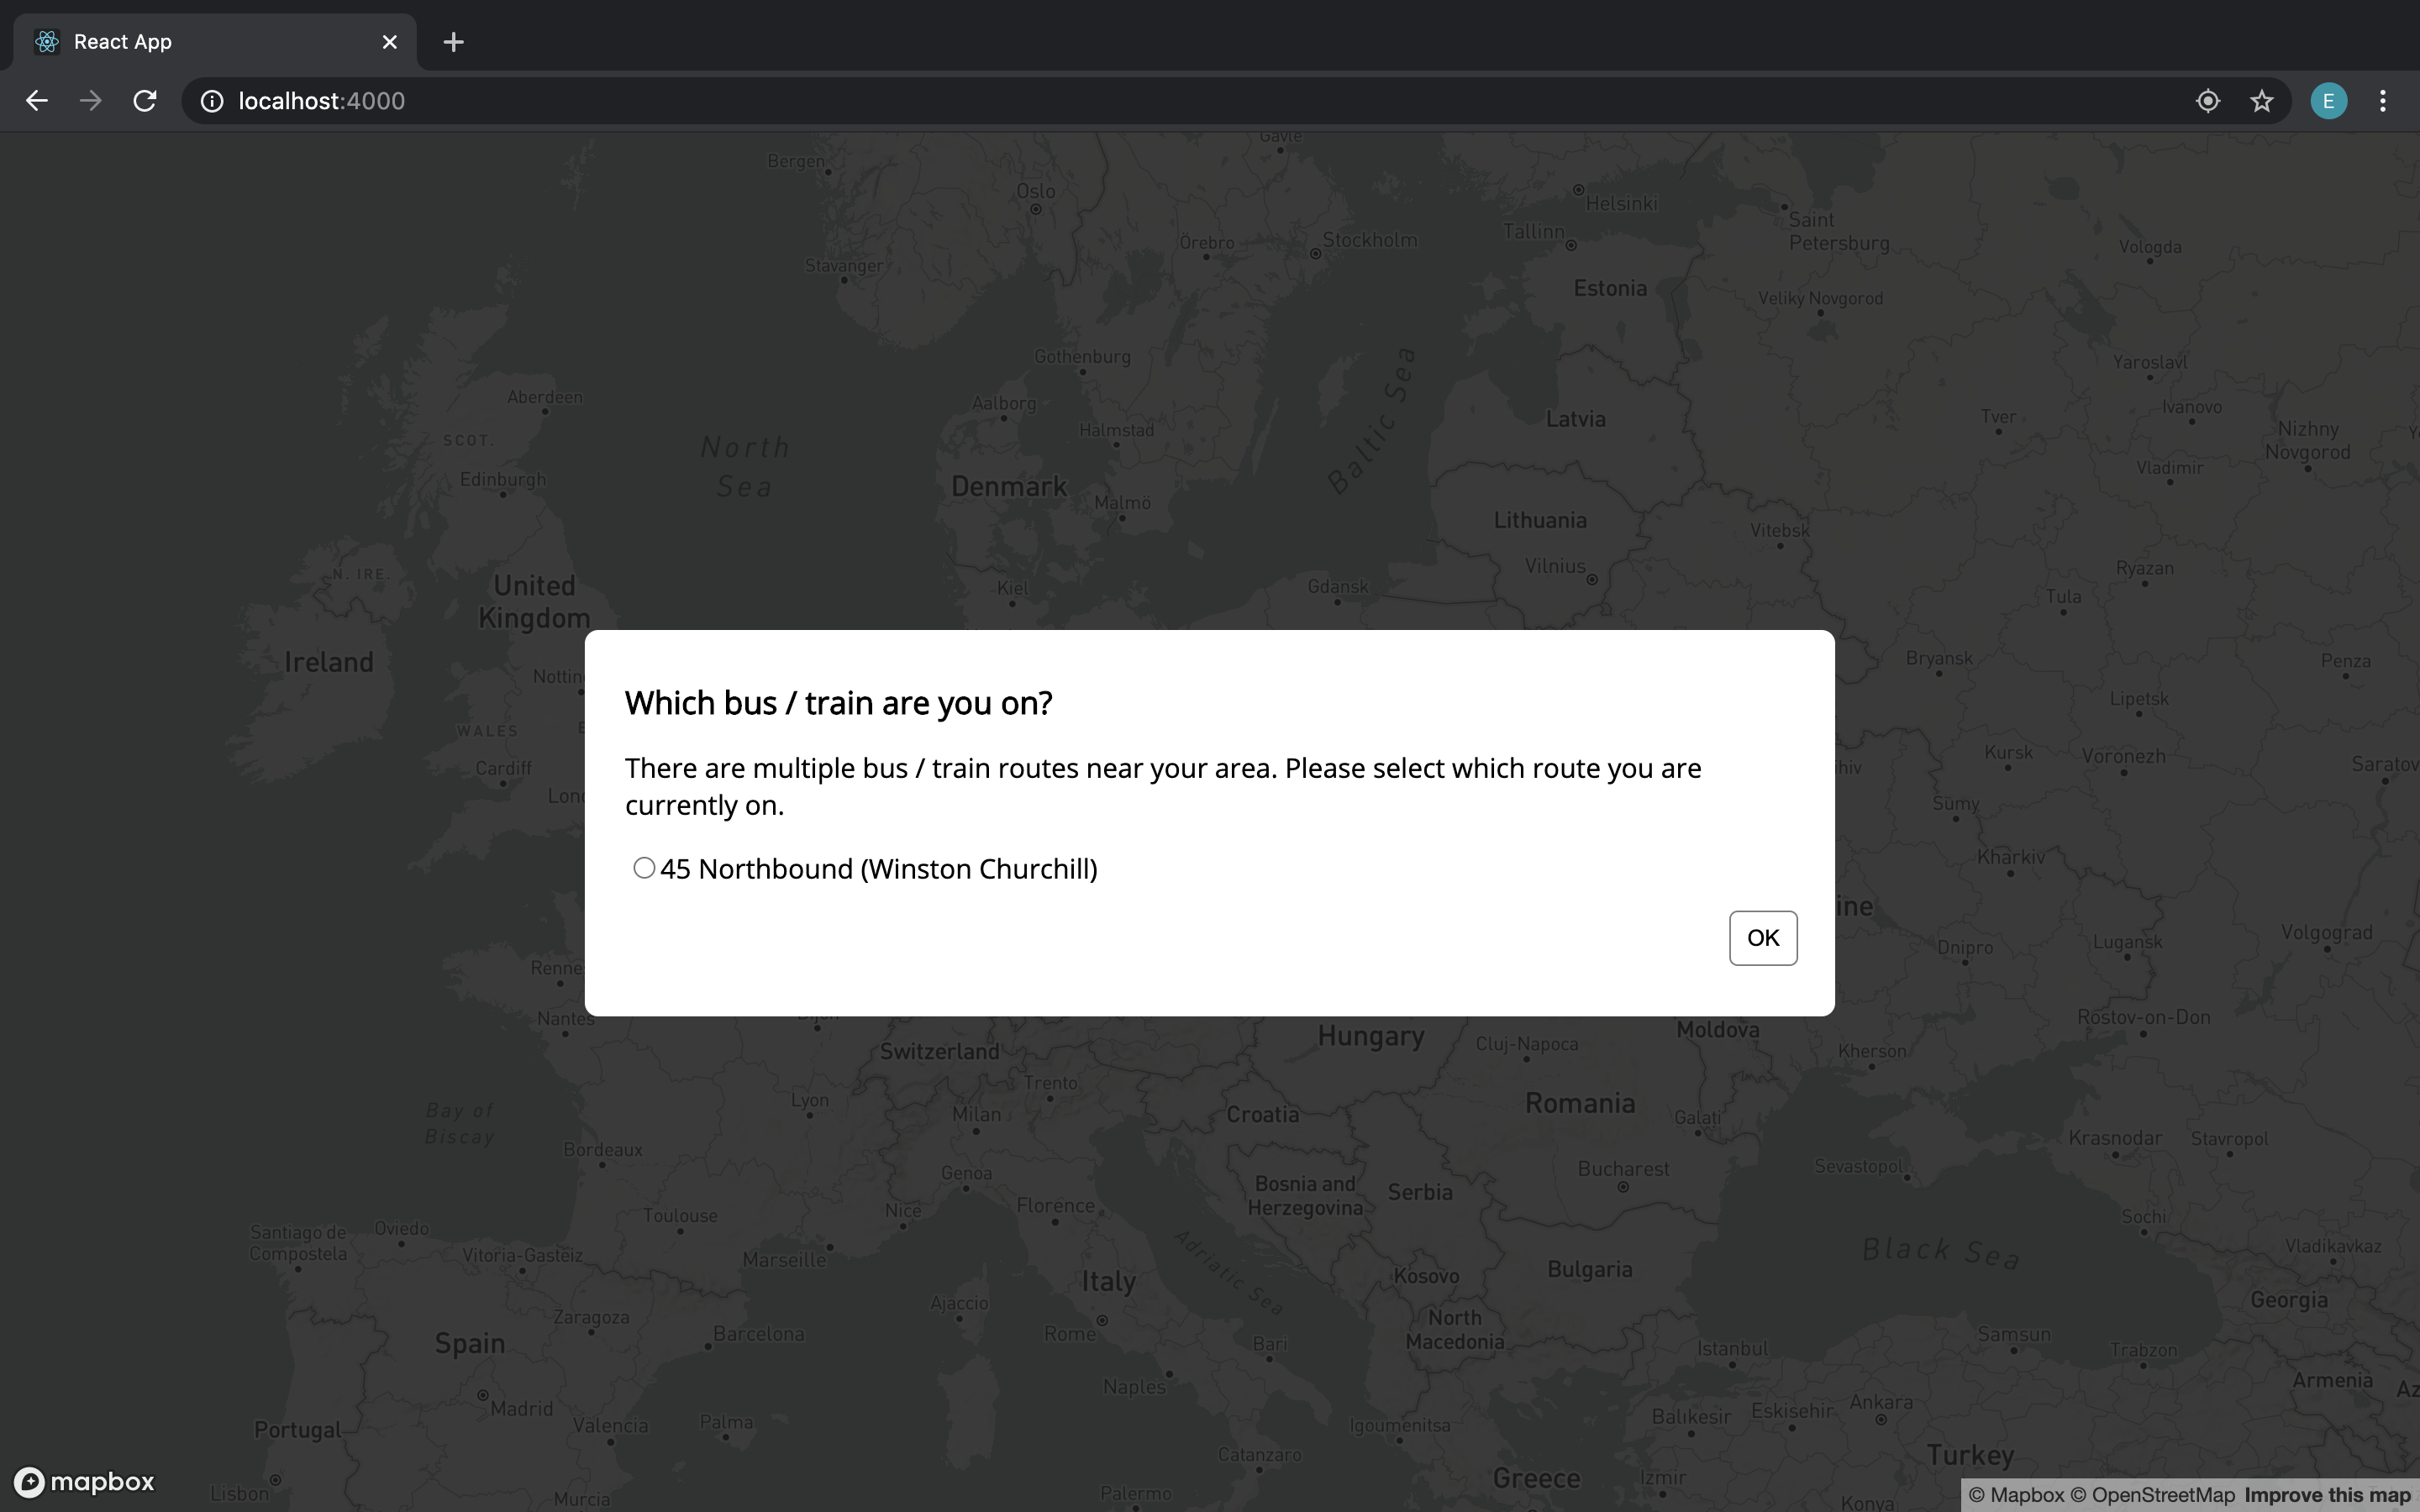 React App
localhost:4000
E
Gävle
Bergen
Oslo
Helsinki
Saint
Petersburg
Tallinn
Örebro
Stockholm
Vologda
Stavanger
Estonia
Veliky Novgorod
Gothenburg
Yaroslavl
Aberdeen
Aalborg
Baltic Sea
Latvia
Ivanovo
Tver
Nizhny
Novgorod
SCOT.
Halmstad
North
Sea
Vladimir
Edinburgh
Denmark
Malmö
Lithuania
Vitebsk
Vilnius
Ryazan
N. IRE.
United
Kingdom
Kiel
Gdansk
Tula
Ireland
Bryansk
Penza
Nottin
Lipetsk
WALES
Kursk
Voronezh
Cardiff
hiv
Saratov
Lond
Sumy
Which bus / train are you on?
There are multiple bus / train routes near your area. Please select which route you are
currently on.
45 Northbound (Winston Churchill)
OK
Kharkiv
ine
Dnipro
Lugansk
Volgograd
Renne
Nantes
Dijon
Hungary
Cluj-Napoca
Moldova
Rostov-on-Don
Switzerland
Kherson
Trento
Lyon
Milan
Croatia
Romania
Galati
Bay of
Biscay
Bordeaux
Krasnodar
Stavropol
Genoa
Bosnia and
Herzegovina
Serbia
Bucharest
Sevastopol
Toulouse
Nice
Florence
Sochi
Santiago de
Compostela
Oviedo
Vitoria-Gasteiz
Marseille
Adriatic Sea
Black Sea
Vladikavkaz
Italy
Kosovo
Bulgaria
Ajaccio
Georgia
Zaragoza
Barcelona
Rome
North
Macedonia
Spain
Bari
Istanbul
Samsun
Trabzon
Naples
Armenia
Az
Madrid
Valencia
Palma
Igoumenitsa
Balıkesir
Eskisehir
Ankara
Portugal
Catanzaro
Turkey
mapbox
Lisbon
Murcia
Palermo
Greece
Izmir
Konya
© Mapbox © OpenStreetMap Improve this map